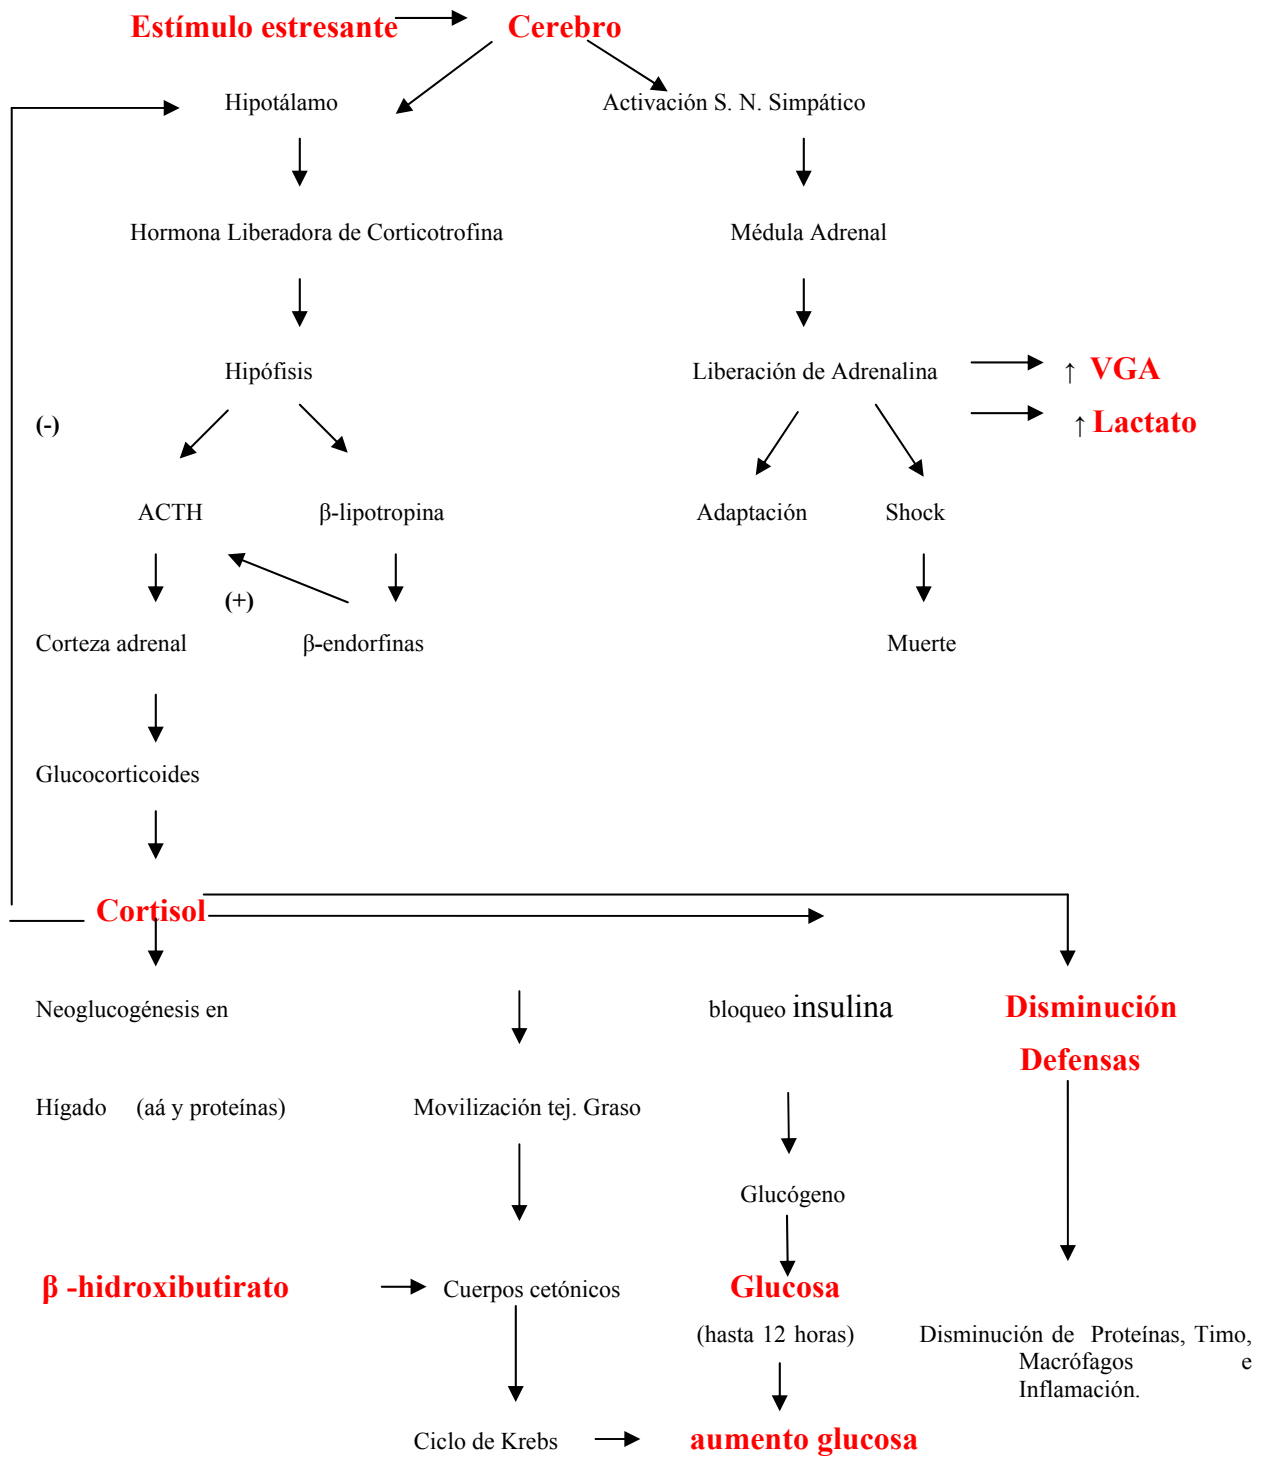 Estímulo estresante Cerebro
Hipotálamo Activación S. N. Simpático
Hormona Liberadora de Corticotrofina Médula Adrenal
Hipófisis Liberación de Adrenalina ↑ VGA
(-) ↑ Lactato
ACTH β-lipotropina Adaptación Shock
(+)
Corteza adrenal β-endorfinas Muerte
Glucocorticoides
Cortisol
Neoglucogénesis en bloqueo insulina Disminución
Defensas
Hígado (aá y proteínas) Movilización tej. Graso
Glucógeno
β -hidroxibutirato Cuerpos cetónicos Glucosa
(hasta 12 horas) Disminución de Proteínas, Timo,
Macrófagos e
Inflamación.
Ciclo de Krebs aumento glucosa